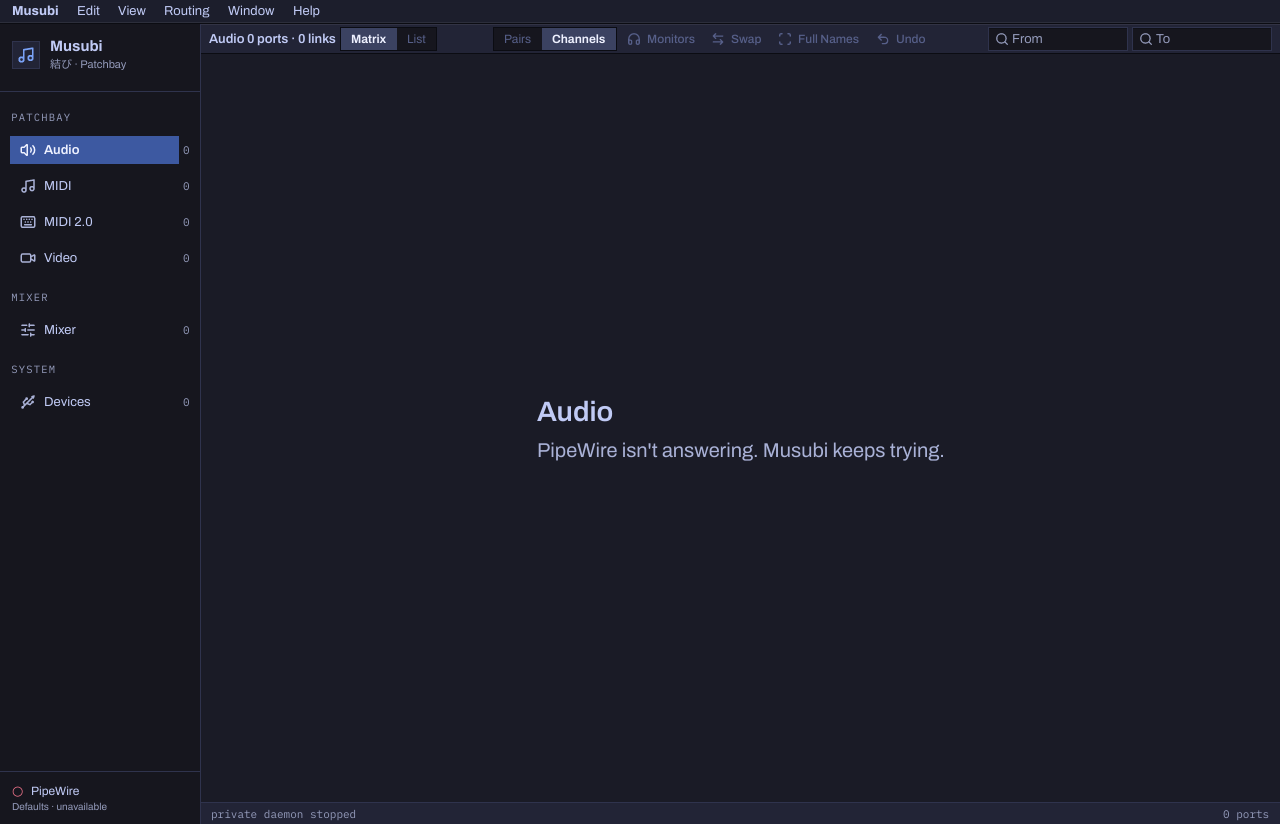 Musubi Edit View Routing Window Help
Musubi
結び · Patchbay
Audio 0 ports · 0 links Matrix List Pairs Channels Monitors Swap Full Names Undo From To
PATCHBAY
Audio 0
MIDI 0
MIDI 2.0 0
Video 0
MIXER
Mixer 0
SYSTEM
Devices 0
Audio
PipeWire isn't answering. Musubi keeps trying.
PipeWire
Defaults · unavailable
private daemon stopped 0 ports